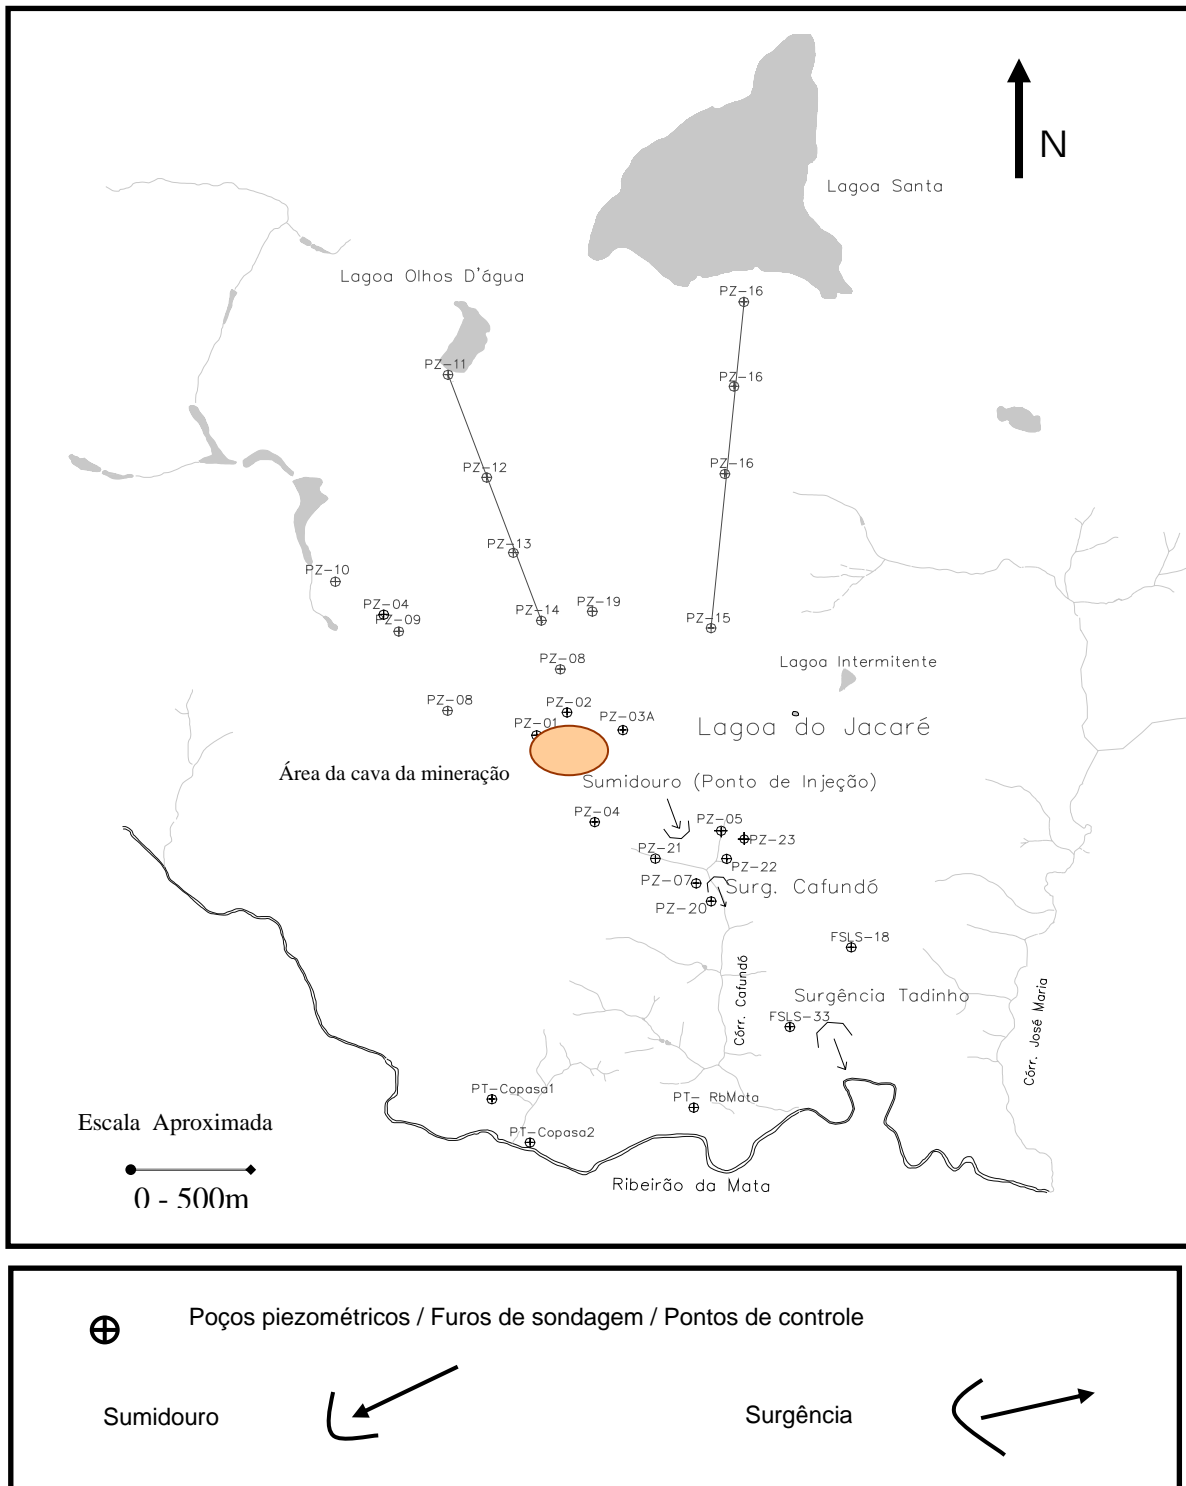 N
Lagoa Santa
Lagoa Olhos D'água
PZ-16
PZ-11
PZ-16
PZ-12
PZ-16
PZ-13
PZ-10
PZ-04
PZ-09
PZ-14
PZ-19
PZ-15
PZ-08
Lagoa Intermitente
PZ-08
PZ-02
PZ-01
PZ-03A
Lagoa do Jacaré
Área da cava da mineração
Sumidouro (Ponto de Injeção)
PZ-04
PZ-05
PZ-23
PZ-21
PZ-22
PZ-07
Surg. Cafundó
PZ-20
FSLS-18
Córr. Cafundó
Surgência Tadinho
FSLS-33
Córr. José Maria
PT-Copasa1
PT- RbMata
Escala Aproximada
PT-Copasa2
Ribeirão da Mata
0 - 500m
Poços piezométricos / Furos de sondagem / Pontos de controle
Sumidouro
Surgência